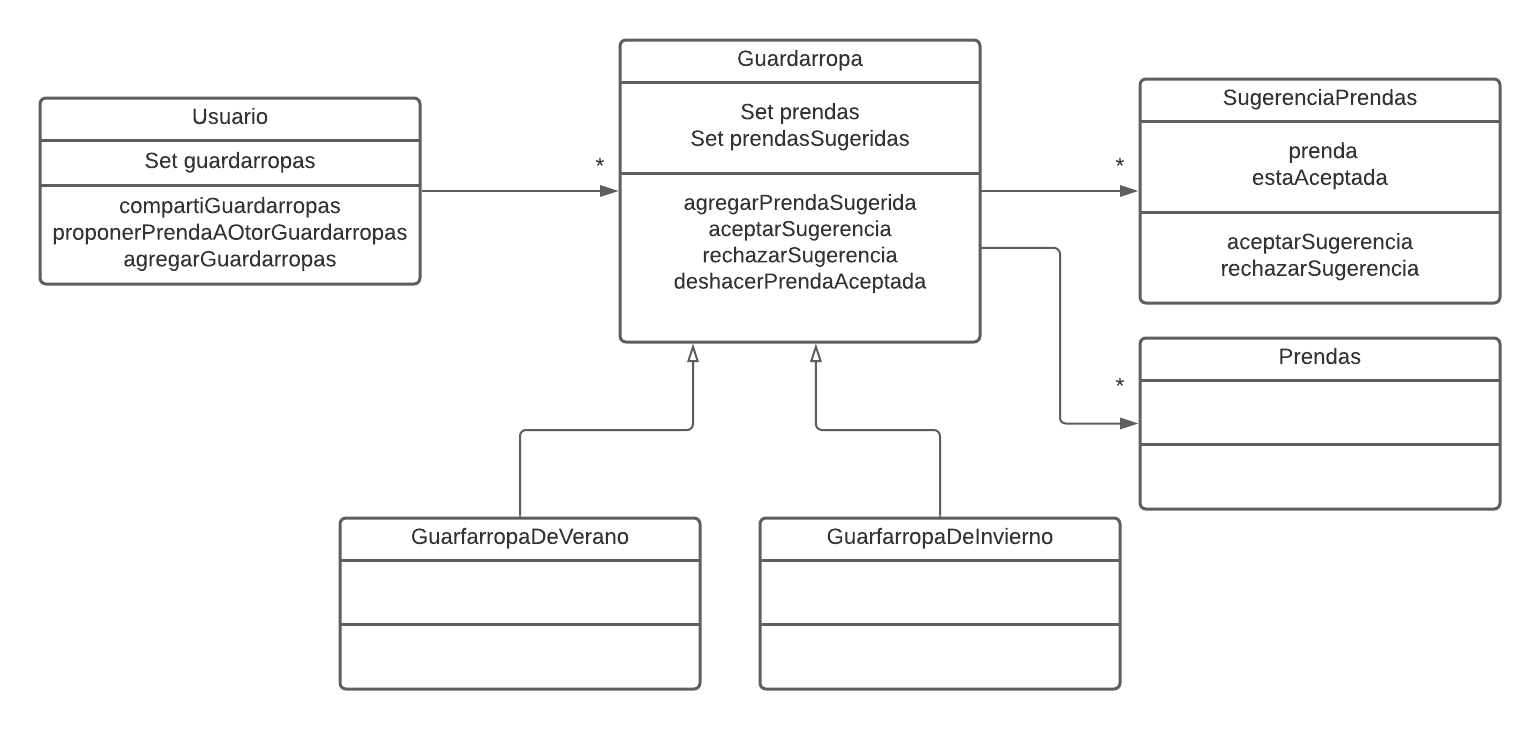 Usuario
Set guardarropas
compartiGuardarropas
proponerPrendaAOtorGuardarropas
agregarGuardarropas
*
Guardarropa
Set prendas
Set prendasSugeridas
agregarPrendaSugerida
aceptarSugerencia
rechazarSugerencia
deshacerPrendaAceptada
*
SugerenciaPrendas
prenda
estaAceptada
aceptarSugerencia
rechazarSugerencia
*
Prendas
GuarfarropaDeVerano
GuarfarropaDeInvierno